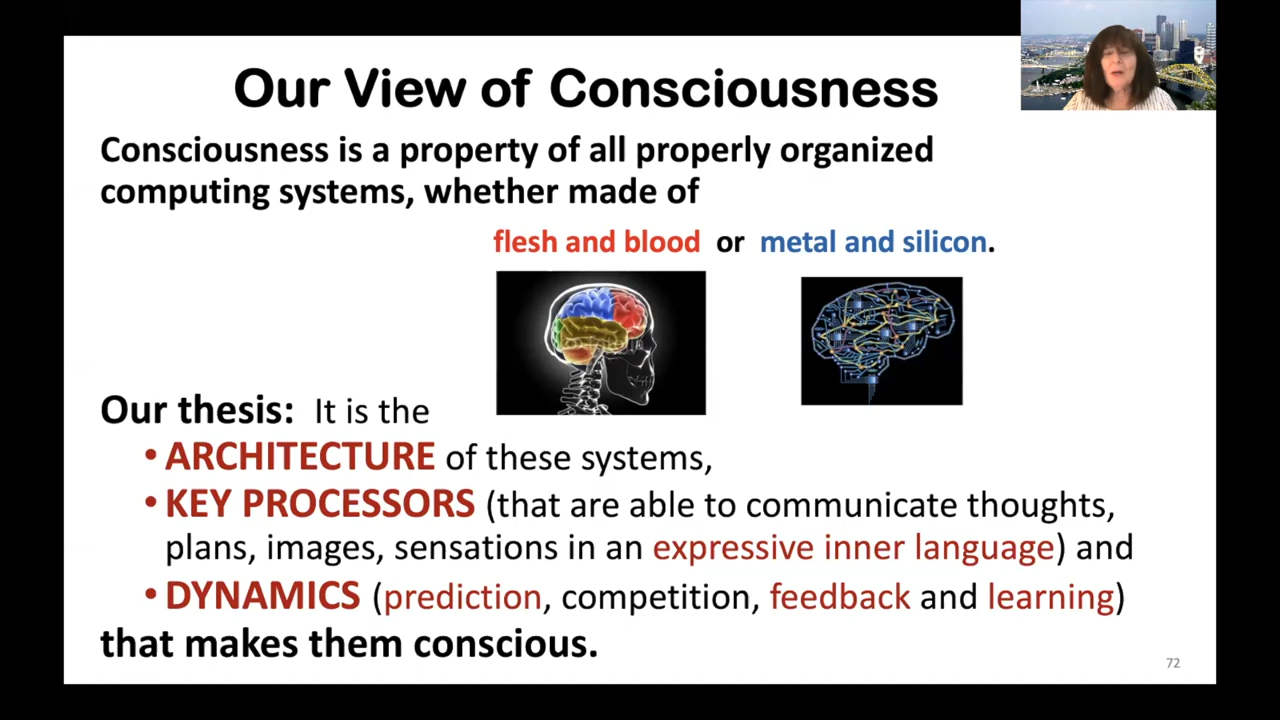 Our View of Consciousness
Consciousness is a property of all properly organized
computing systems, whether made of
flesh and blood or metal and silicon.
Our thesis: It is the
• ARCHITECTURE of these systems,
• KEY PROCESSORS (that are able to communicate thoughts,
plans, images, sensations in an expressive inner language) and
• DYNAMICS (prediction, competition, feedback and learning)
that makes them conscious.
72